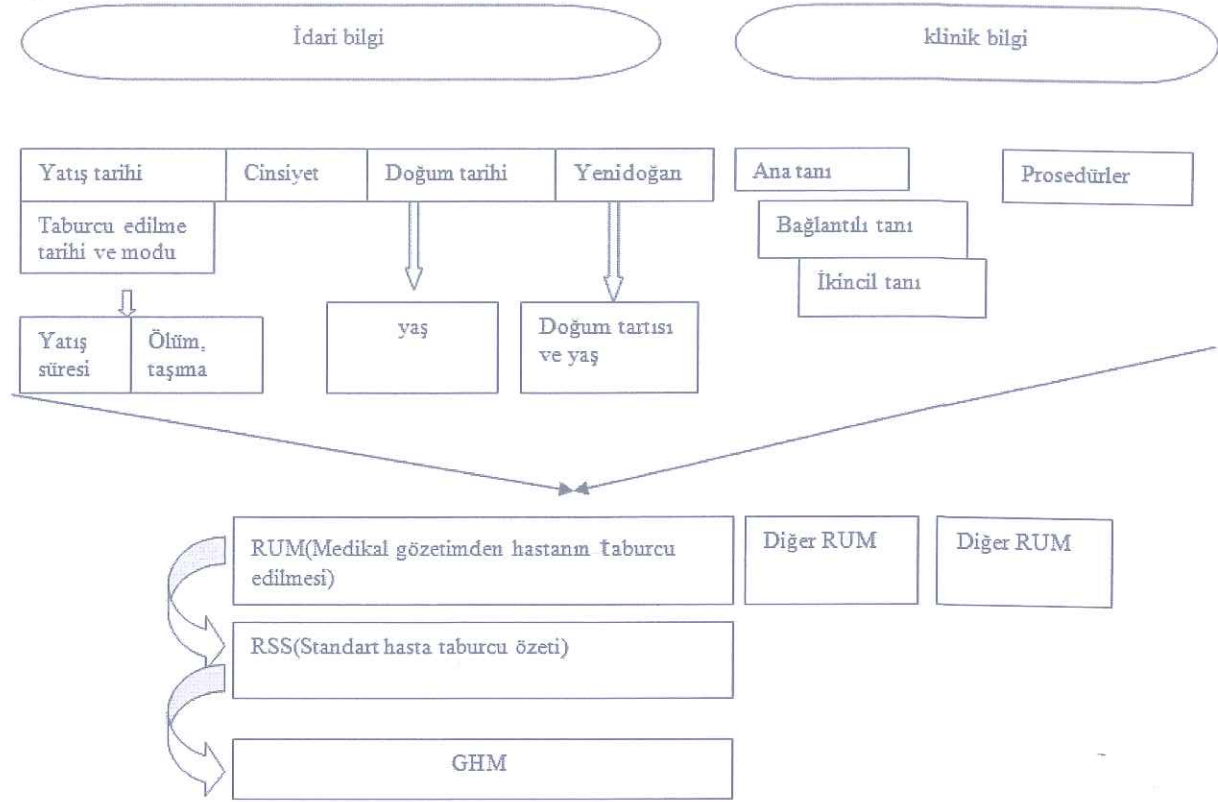 İdari bilgi
klinik bilgi
Yatış tarihi
Cinsiyet
Doğum tarihi
Yenidoğan
Ana tanı
Prosedürler
Taburcu edilme
tarihi ve modu
Bağlantılı tanı
İkincil tanı
Yatış
süresi
Ölüm,
taşıma
yaş
Doğum tartısı
ve yaş
RUM(Medikal gözetimden hastanın taburcu
edilmesi)
Diğer RUM
Diğer RUM
RSS(Standart hasta taburcu özeti)
GHM